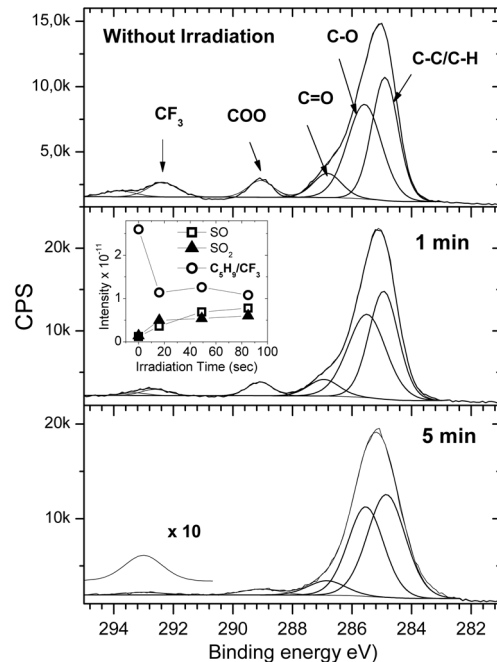 Without Irradiation
C-O
C-C/C-H
C=O
CF3
COO
15,0k
10,0k
5,0k
1 min
SO
SO2
C5H9/CF3
Intensity x 10-11
2
1
0
0 20 40 60 80 100
Irradiation Time (sec)
20k
10k
CPS
5 min
x 10
20k
10k
294 292 290 288 286 284 282
Binding energy eV)